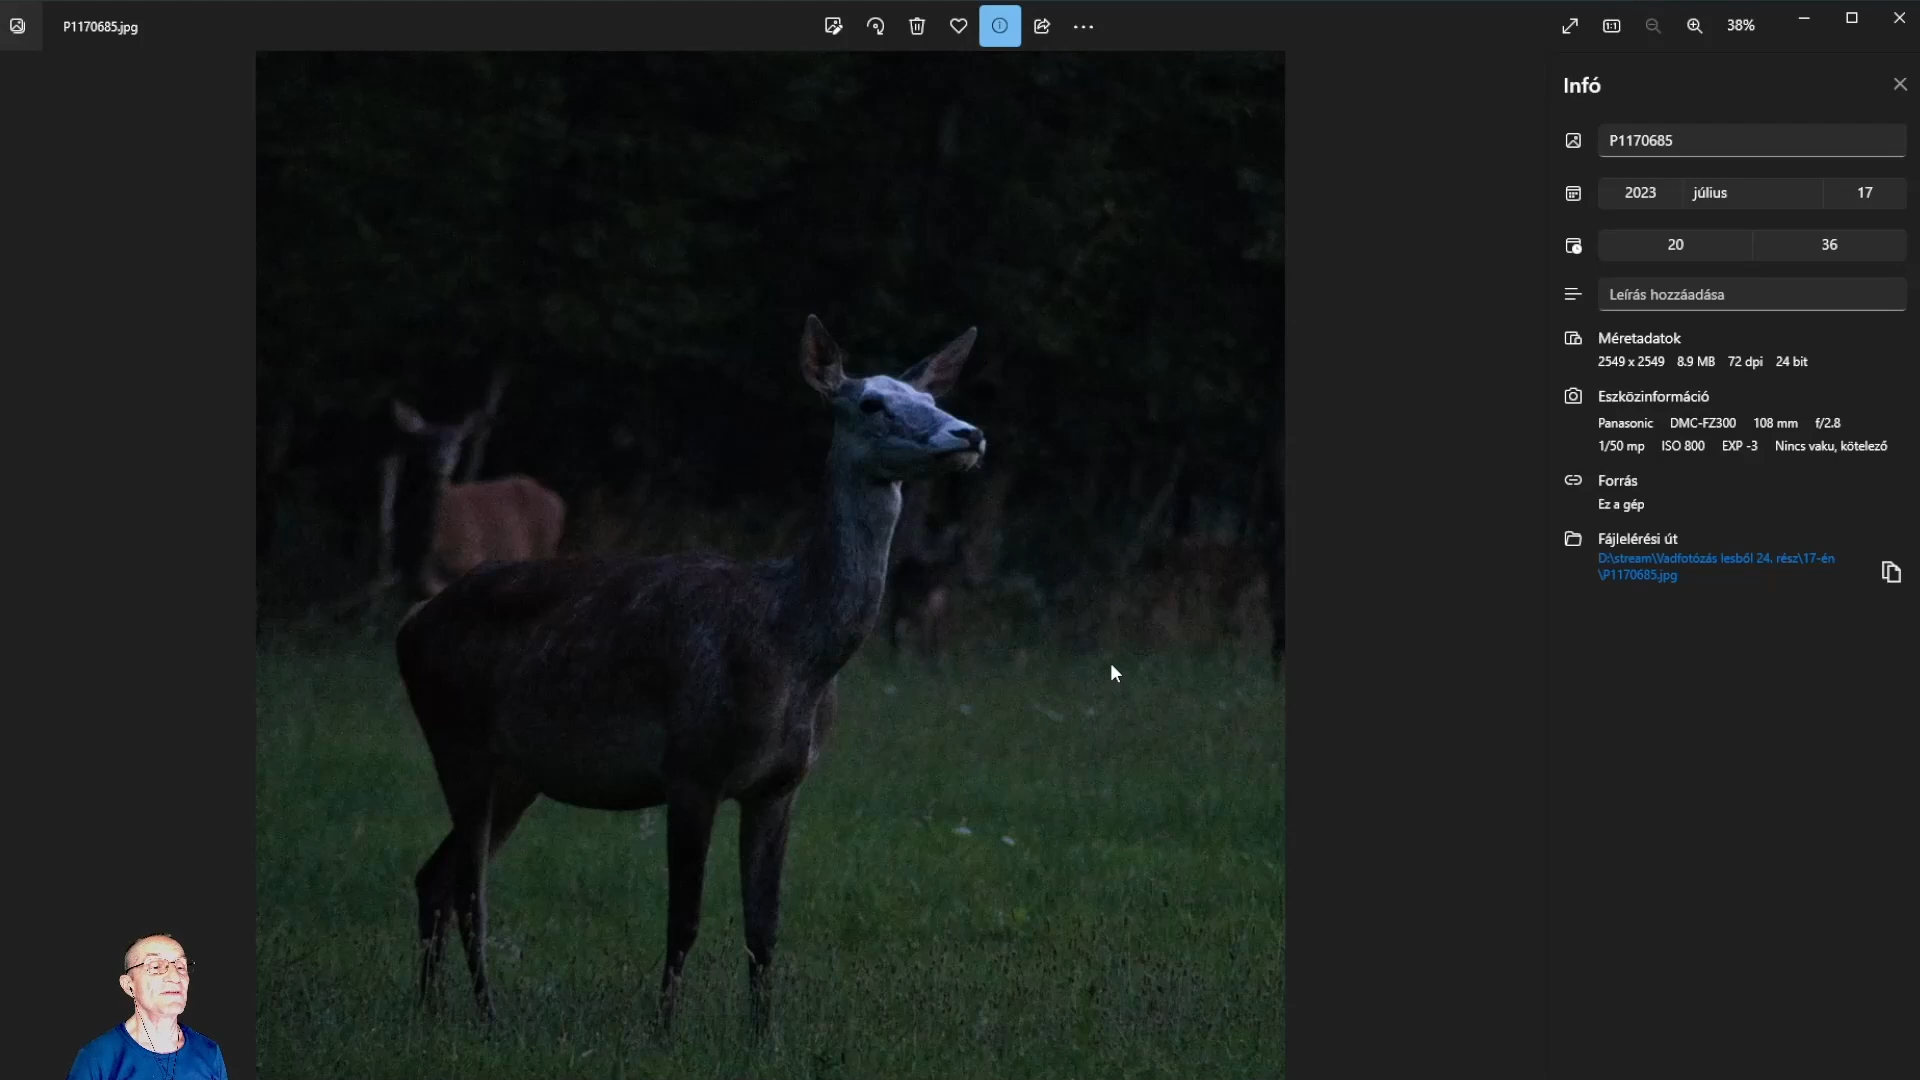 P1170685.jpg
1:1
38%
Infó
P1170685
2023 július 17
20 36
Leírás hozzáadása
Méretadatok
2549 x 2549 8.9 MB 72 dpi 24 bit
Eszközinformáció
Panasonic DMC-FZ300 108 mm f/2.8
1/50 mp ISO 800 EXP -3 Nincs vaku, kötelező
Forrás
Ez a gép
Fájlelérési út
D:\stream\Vadfotózás lesből 24. rész\17-én
\P1170685.jpg